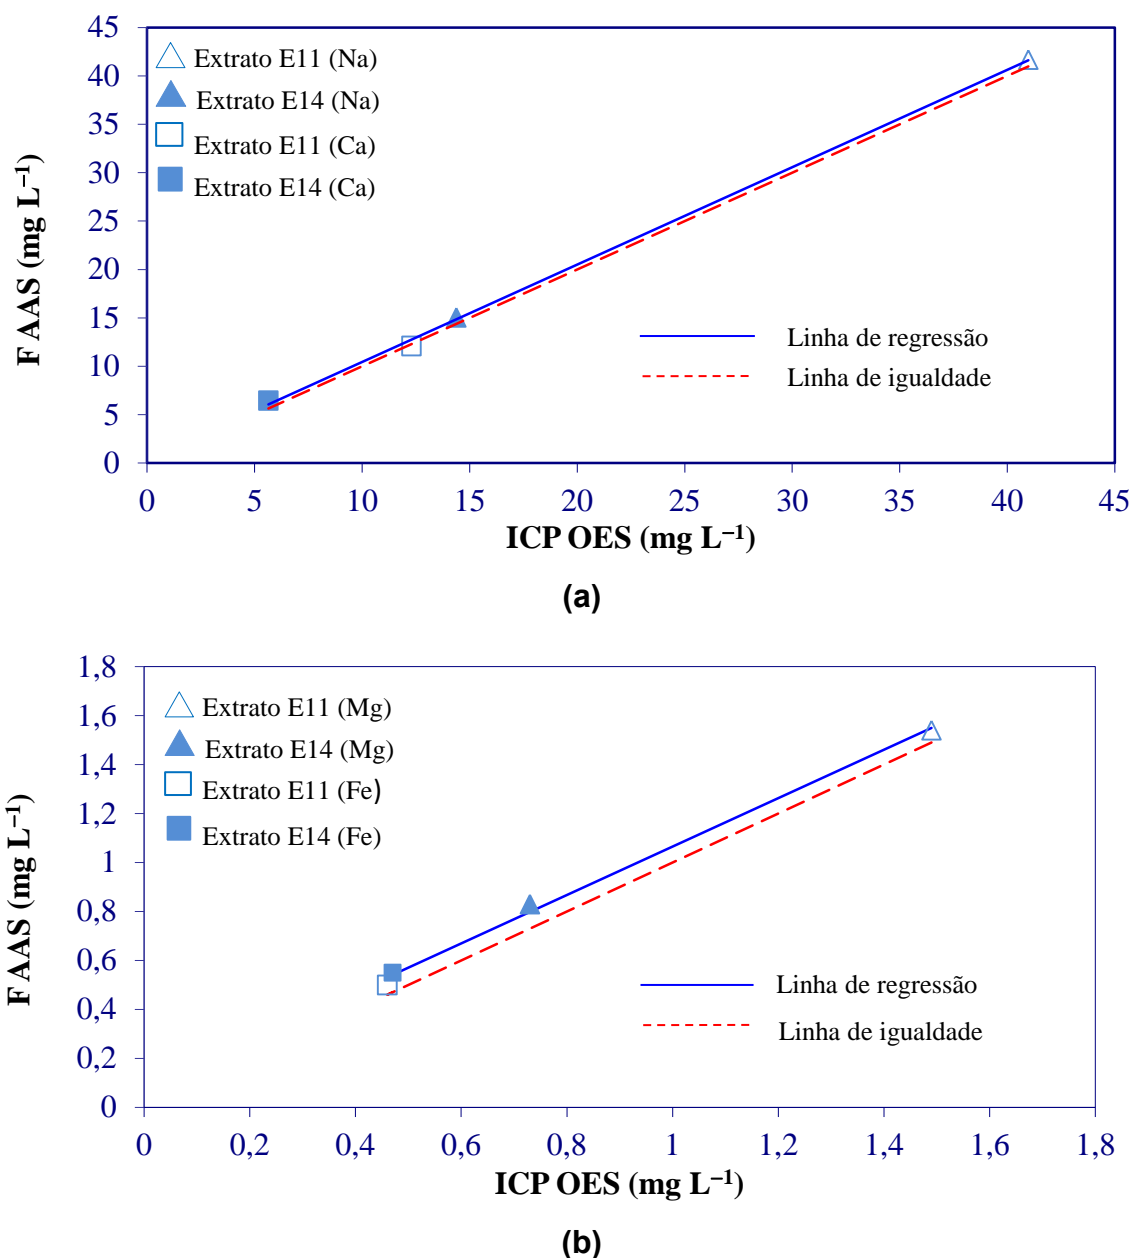 45
40
35
30
25
20
15
10
5
0
F AAS (mg L⁻¹)
Extrato E11 (Na)
Extrato E14 (Na)
Extrato E11 (Ca)
Extrato E14 (Ca)
Linha de regressão
Linha de igualdade
0 5 10 15 20 25 30 35 40 45
ICP OES (mg L⁻¹)
(a)
1,8
1,6
1,4
1,2
1
0,8
0,6
0,4
0,2
0
F AAS (mg L⁻¹)
Extrato E11 (Mg)
Extrato E14 (Mg)
Extrato E11 (Fe)
Extrato E14 (Fe)
Linha de regressão
Linha de igualdade
0 0,2 0,4 0,6 0,8 1 1,2 1,4 1,6 1,8
ICP OES (mg L⁻¹)
(b)